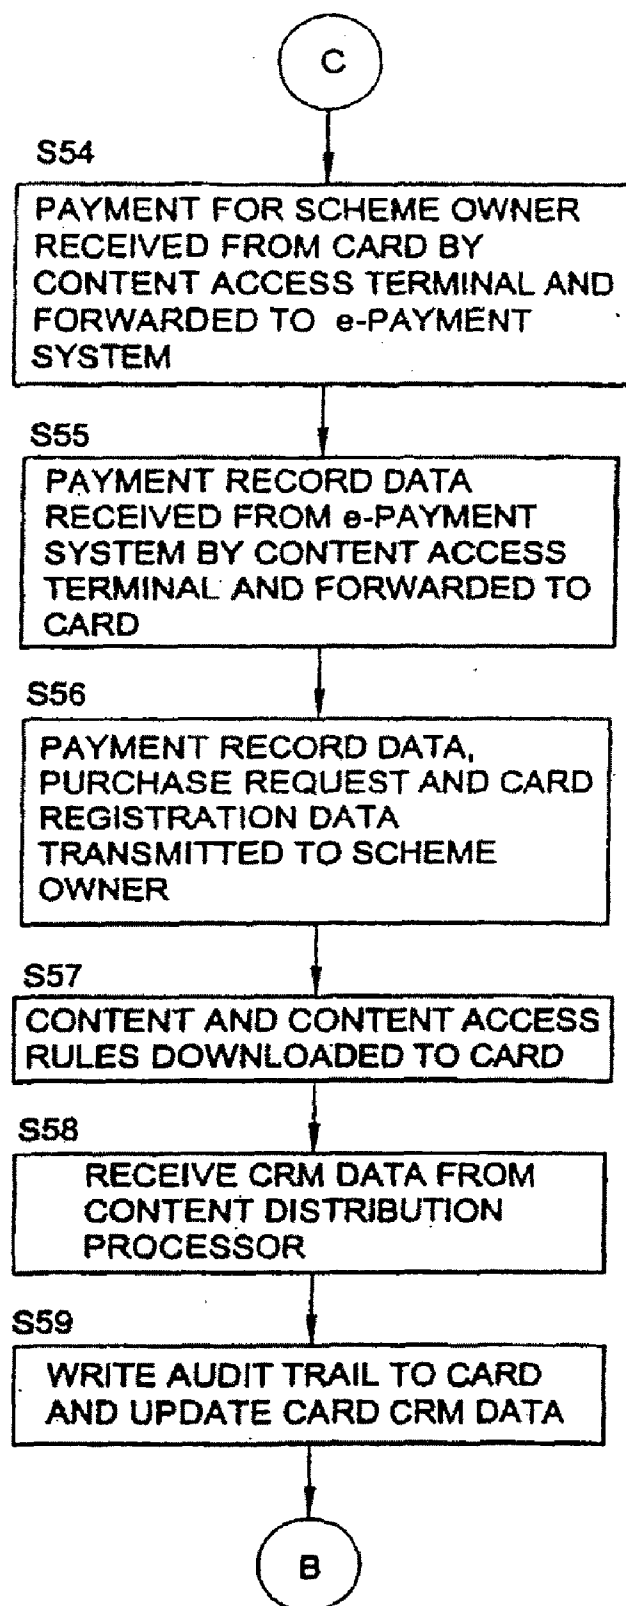 C
S54
PAYMENT FOR SCHEME OWNER
RECEIVED FROM CARD BY
CONTENT ACCESS TERMINAL AND
FORWARDED TO e-PAYMENT
SYSTEM
S55
PAYMENT RECORD DATA
RECEIVED FROM e-PAYMENT
SYSTEM BY CONTENT ACCESS
TERMINAL AND FORWARDED TO
CARD
S56
PAYMENT RECORD DATA,
PURCHASE REQUEST AND CARD
REGISTRATION DATA
TRANSMITTED TO SCHEME
OWNER
S57
CONTENT AND CONTENT ACCESS
RULES DOWNLOADED TO CARD
S58
RECEIVE CRM DATA FROM
CONTENT DISTRIBUTION
PROCESSOR
S59
WRITE AUDIT TRAIL TO CARD
AND UPDATE CARD CRM DATA
B